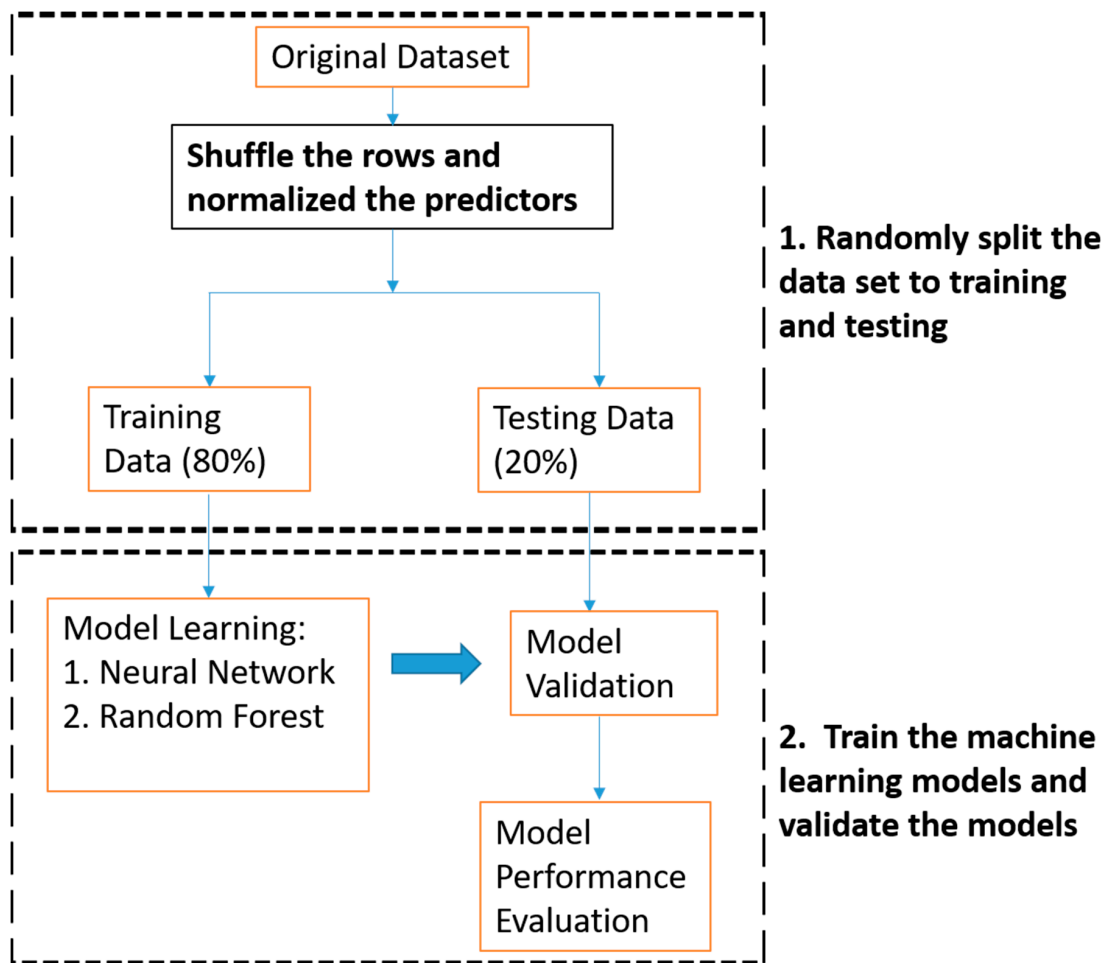 Original Dataset
Shuffle the rows and
normalized the predictors
1. Randomly split the
data set to training
and testing
Training
Data (80%)
Testing Data
(20%)
Model Learning:
1. Neural Network
2. Random Forest
Model
Validation
2.  Train the machine
learning models and
validate the models
Model
Performance
Evaluation